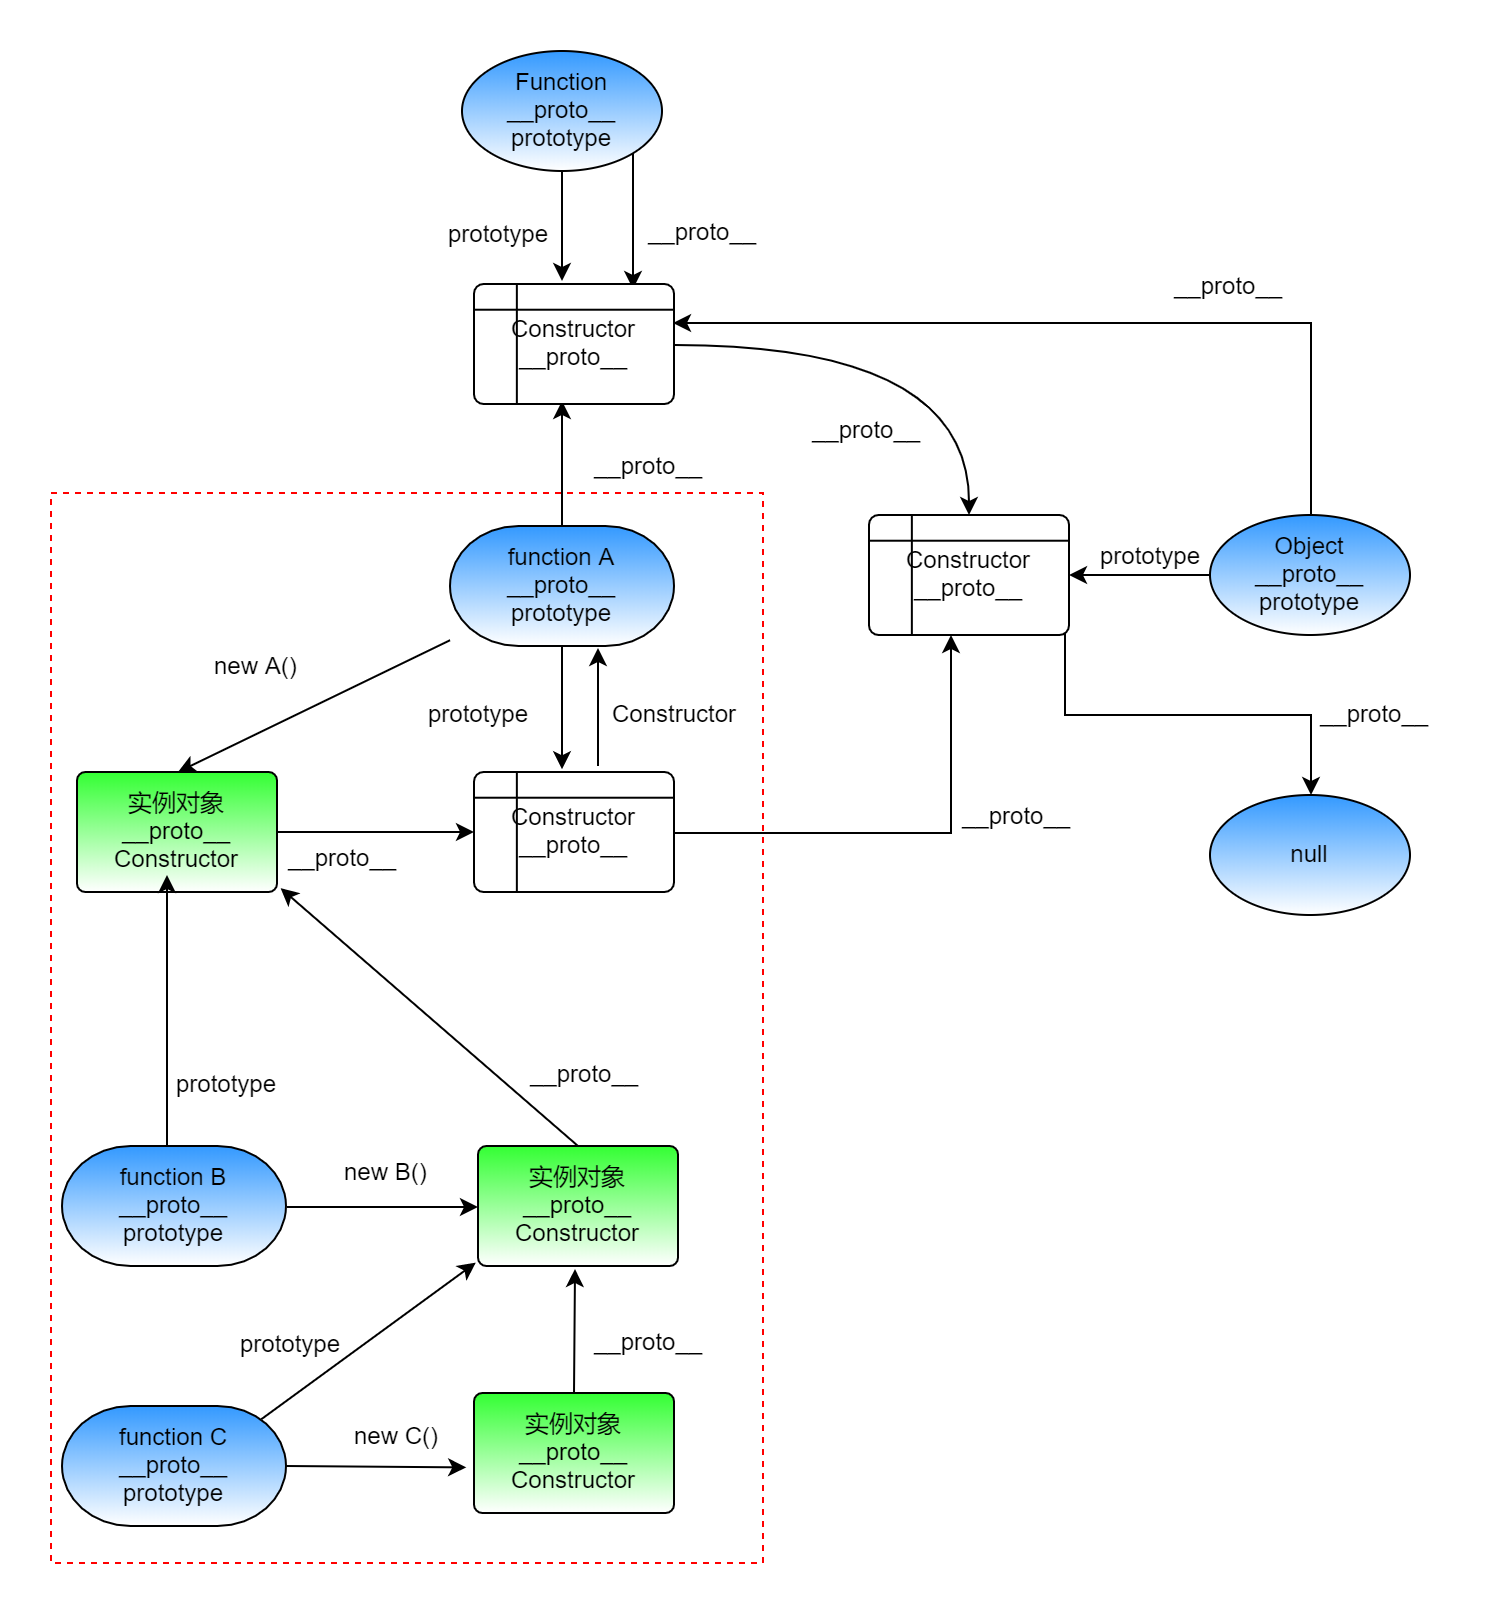 Function
__proto__
prototype
prototype
__proto__
__proto__
Constructor
__proto__
__proto__
__proto__
function A
__proto__
prototype
Constructor
__proto__
prototype
Object
__proto__
prototype
new A()
prototype
Constructor
__proto__
实例对象
__proto__
Constructor
__proto__
Constructor
__proto__
__proto__
null
prototype
__proto__
function B
__proto__
prototype
new B()
实例对象
__proto__
Constructor
prototype
__proto__
function C
__proto__
prototype
new C()
实例对象
__proto__
Constructor